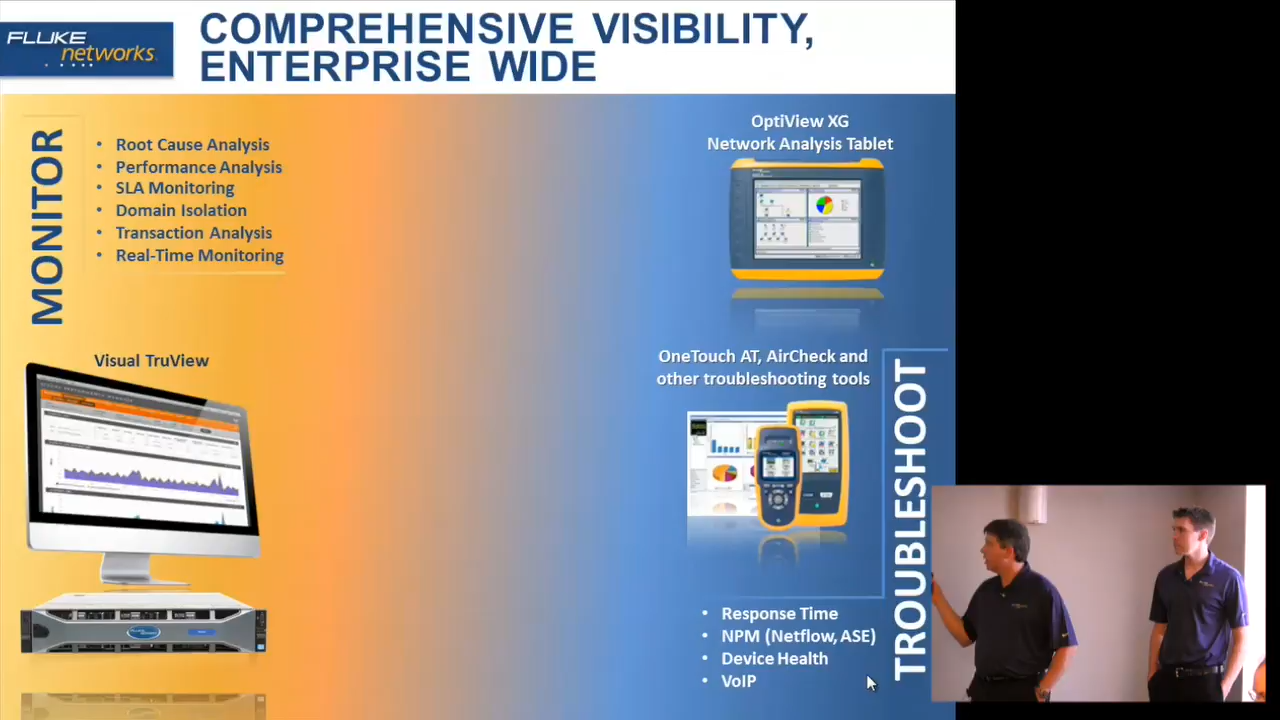 FLUKE
networks
COMPREHENSIVE VISIBILITY,
ENTERPRISE WIDE
MONITOR
• Root Cause Analysis
• Performance Analysis
• SLA Monitoring
• Domain Isolation
• Transaction Analysis
• Real-Time Monitoring
Visual TruView
OptiView XG
Network Analysis Tablet
OneTouch AT, AirCheck and
other troubleshooting tools
TROUBLESHOOT
• Response Time
• NPM (Netflow, ASE)
• Device Health
• VoIP